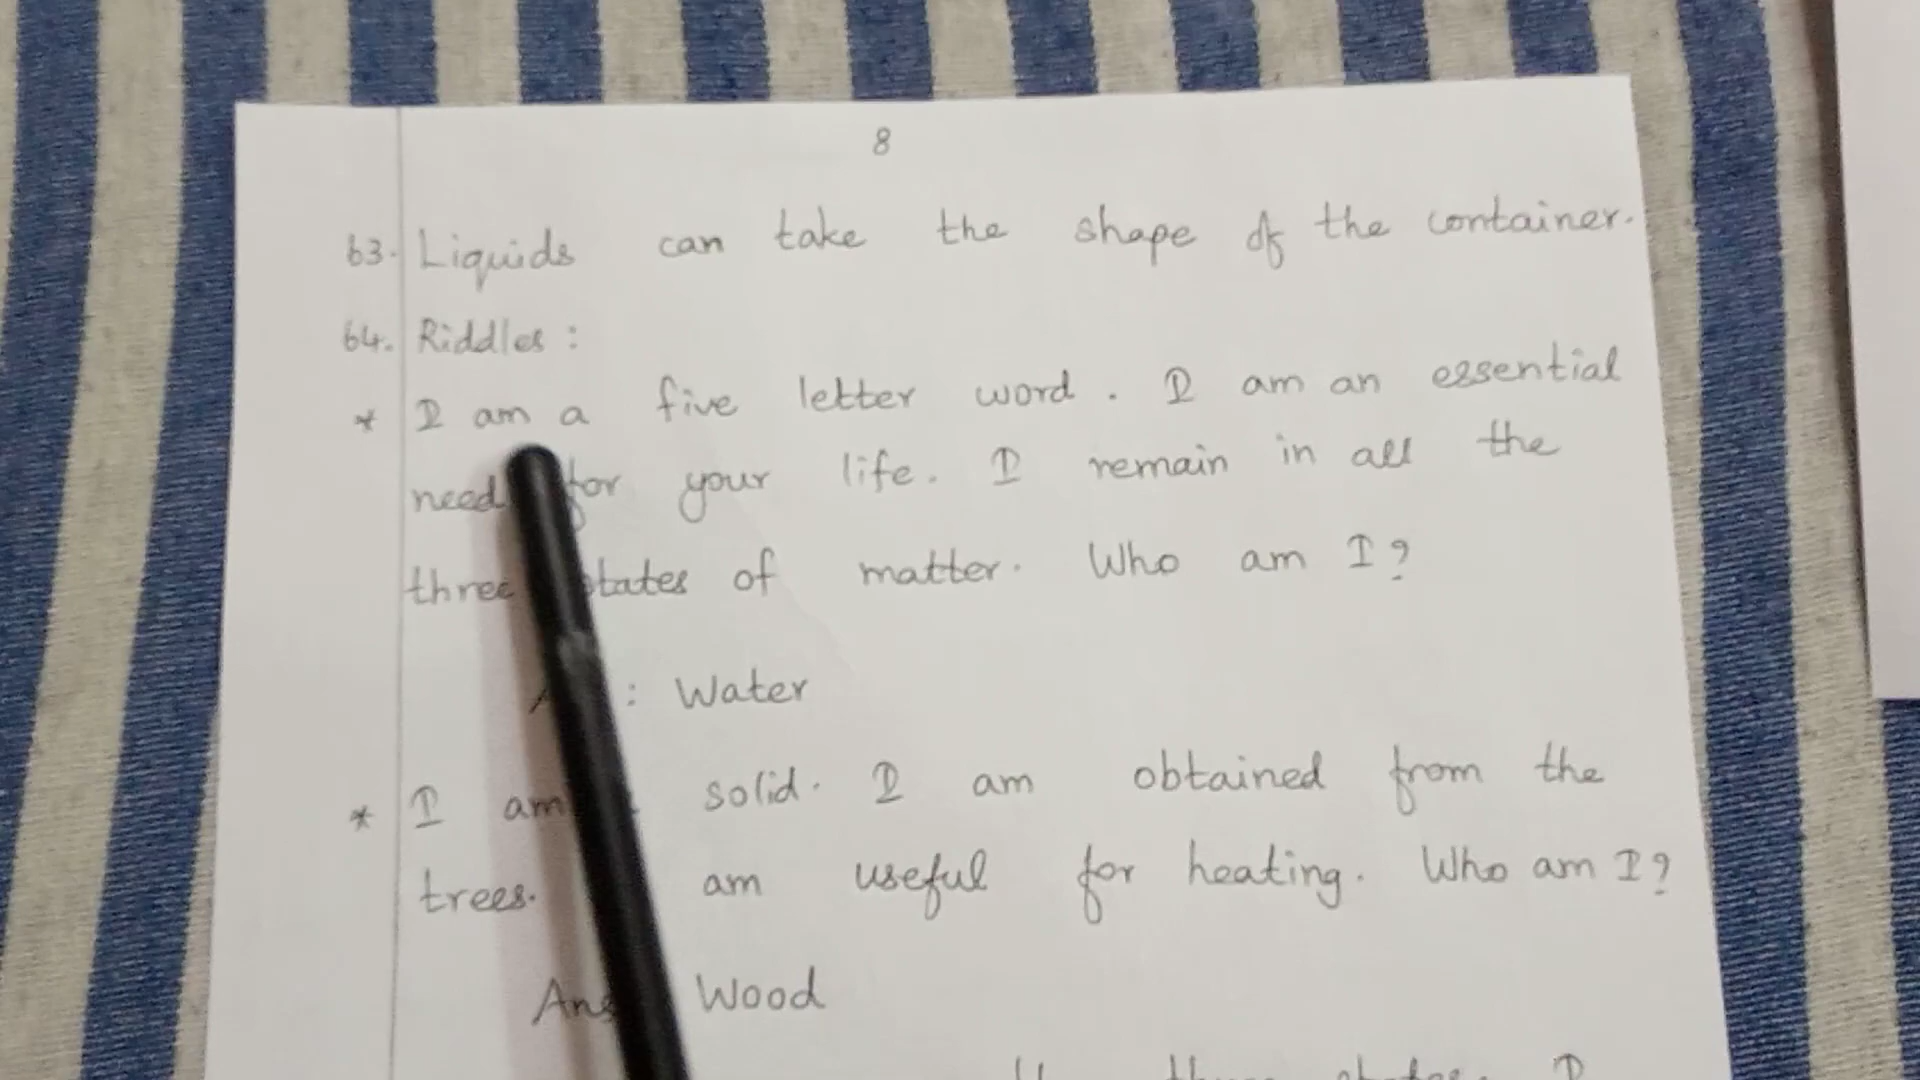 8
63. Liquids can take the shape of the container.
64. Riddles :
* I am a five letter word. I am an essential
need for your life. I remain in all the
three states of matter. Who am I?
: Water
* I am solid. I am obtained from the
trees. am useful for heating. Who am I?
Ans Wood